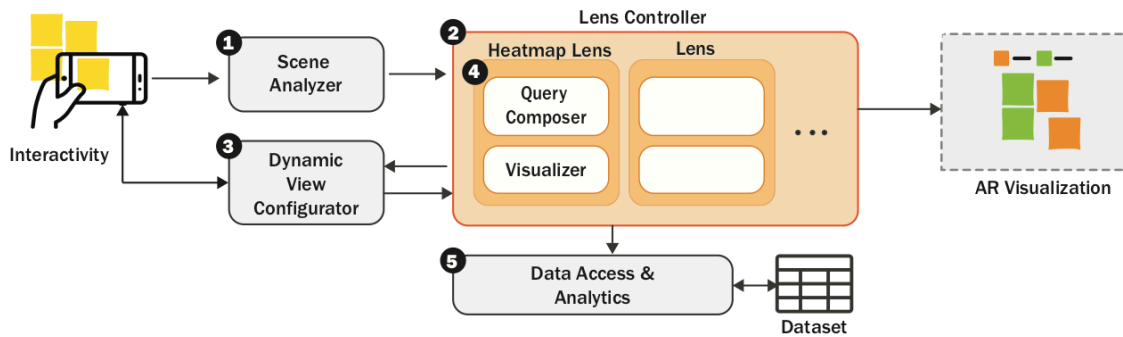 Lens Controller
1
Scene
Analyzer
2
Heatmap Lens
Lens
4
Query
Composer
Visualizer
...
Interactivity
3
Dynamic
View
Configurator
AR Visualization
5
Data Access &
Analytics
Dataset